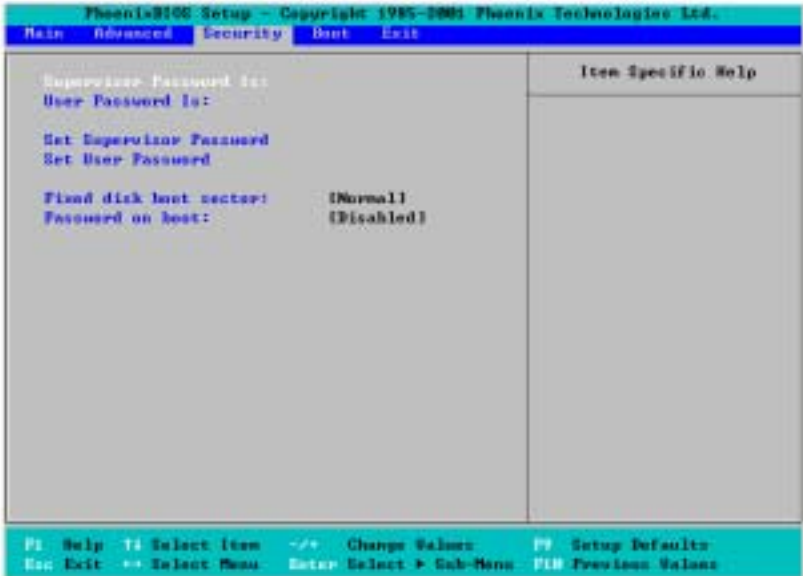 PhoenixBIOS Setup - Copyright 1985-2001 Phoenix Technologies Ltd.
Main Advanced Security Boot Exit
Supervisor Password Is:
User Password Is:
Set Supervisor Password
Set User Password
Fixed disk boot sector: [Normal]
Password on boot: [Disabled]
Item Specific Help
F1 Help ↑↓ Select Item -/+ Change Values F9 Setup Defaults
Esc Exit ↔ Select Menu Enter Select ▶ Sub-Menu F10 Previous Values